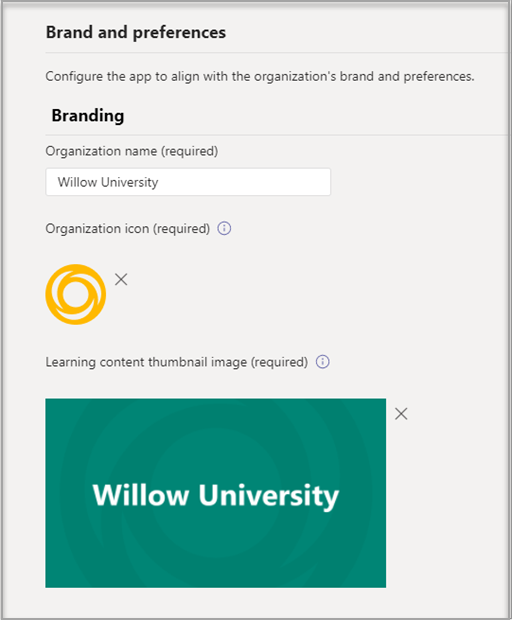 Brand and preferences
Configure the app to align with the organization's brand and preferences.
Branding
Organization name (required)
Willow University
Organization icon (required)
Learning content thumbnail image (required)
Willow University